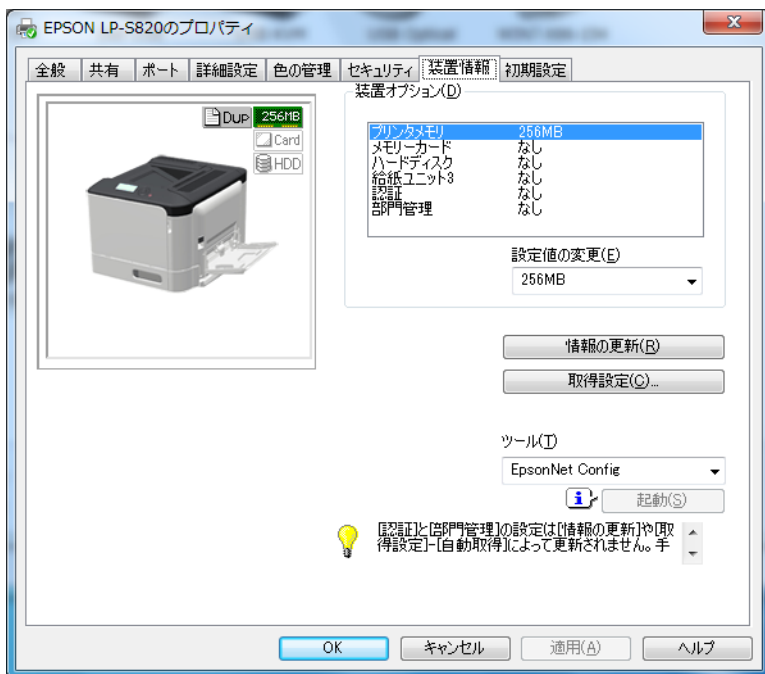 EPSON LP-S820のプロパティ
全般 共有 ポート 詳細設定 色の管理 セキュリティ 装置情報 初期設定
Dup 256MB
Card
HDD
装置オプション(D)
プリンタメモリ 256MB
メモリーカード なし
ハードディスク なし
給紙ユニット3 なし
認証 なし
部門管理 なし
設定値の変更(E)
256MB
情報の更新(R)
取得設定(C)...
ツール(T)
EpsonNet Config
起動(S)
[認証]と[部門管理]の設定は[情報の更新]や[取
得設定]-[自動取得]によって更新されません。手
OK キャンセル 適用(A) ヘルプ